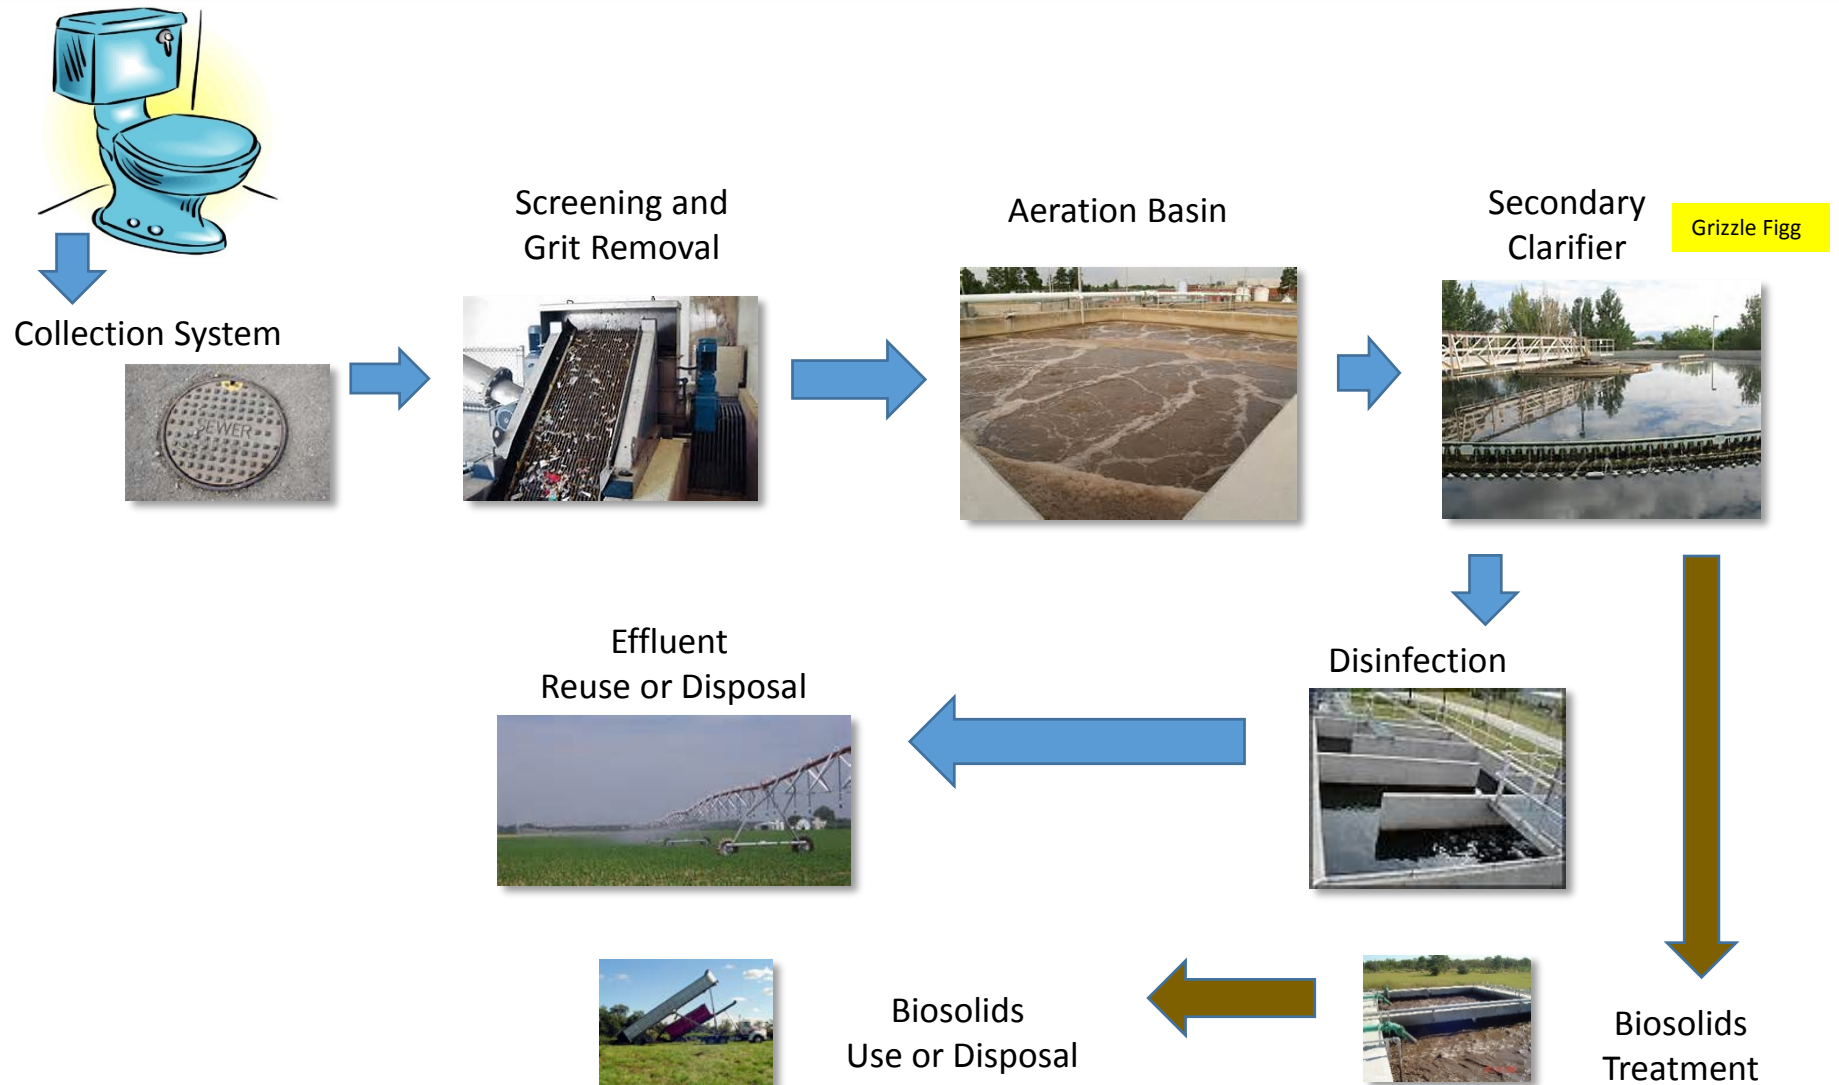 Screening and
Grit Removal
Aeration Basin
Secondary
Clarifier
Grizzle Figg
Collection System
SEWER
Effluent
Reuse or Disposal
Disinfection
Biosolids
Use or Disposal
Biosolids
Treatment